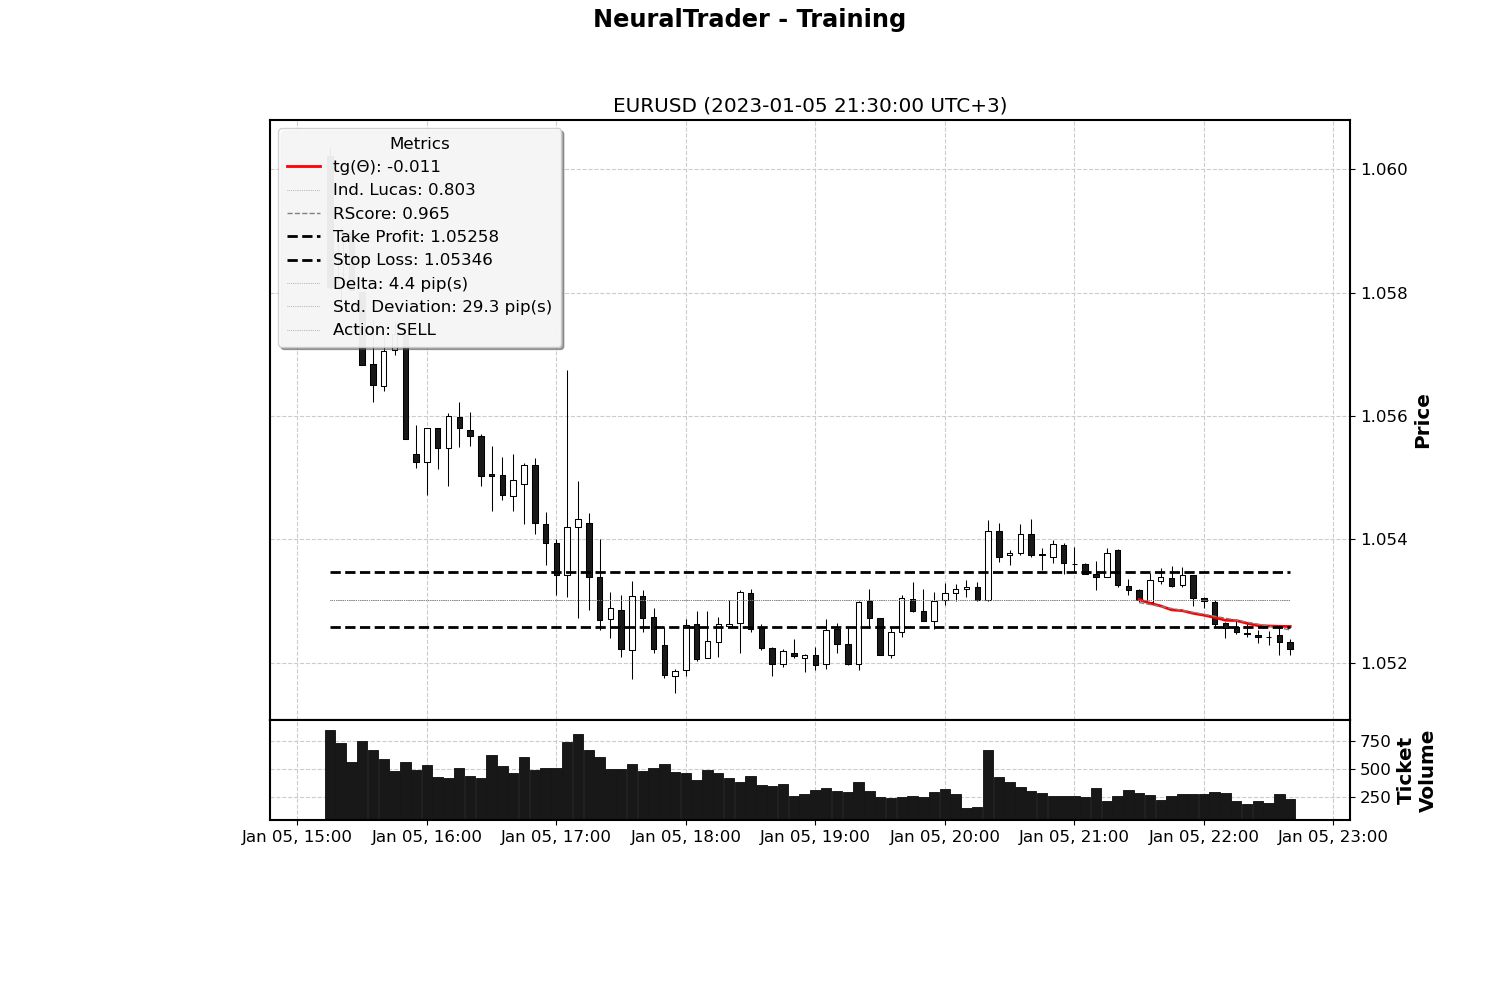 NeuralTrader - Training
EURUSD (2023-01-05 21:30:00 UTC+3)
Metrics
tg(Θ): -0.011
Ind. Lucas: 0.803
RScore: 0.965
Take Profit: 1.05258
Stop Loss: 1.05346
Delta: 4.4 pip(s)
Std. Deviation: 29.3 pip(s)
Action: SELL
1.060
1.058
1.056
1.054
1.052
Price
750
500
250
Ticket
Volume
Jan 05, 15:00
Jan 05, 16:00
Jan 05, 17:00
Jan 05, 18:00
Jan 05, 19:00
Jan 05, 20:00
Jan 05, 21:00
Jan 05, 22:00
Jan 05, 23:00